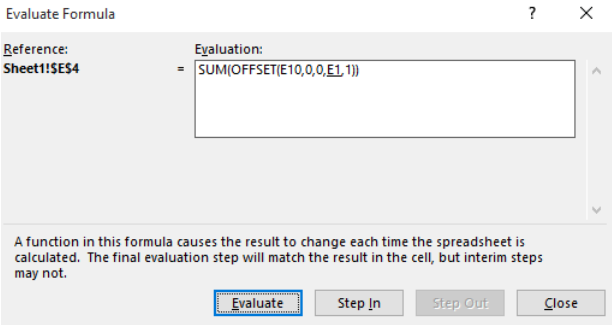 Evaluate Formula ? ×
Reference: Evaluation:
Sheet1!$E$4 = SUM(OFFSET(E10,0,0,E1,1))
A function in this formula causes the result to change each time the spreadsheet is
calculated. The final evaluation step will match the result in the cell, but interim steps
may not.
Evaluate Step In Step Out Close